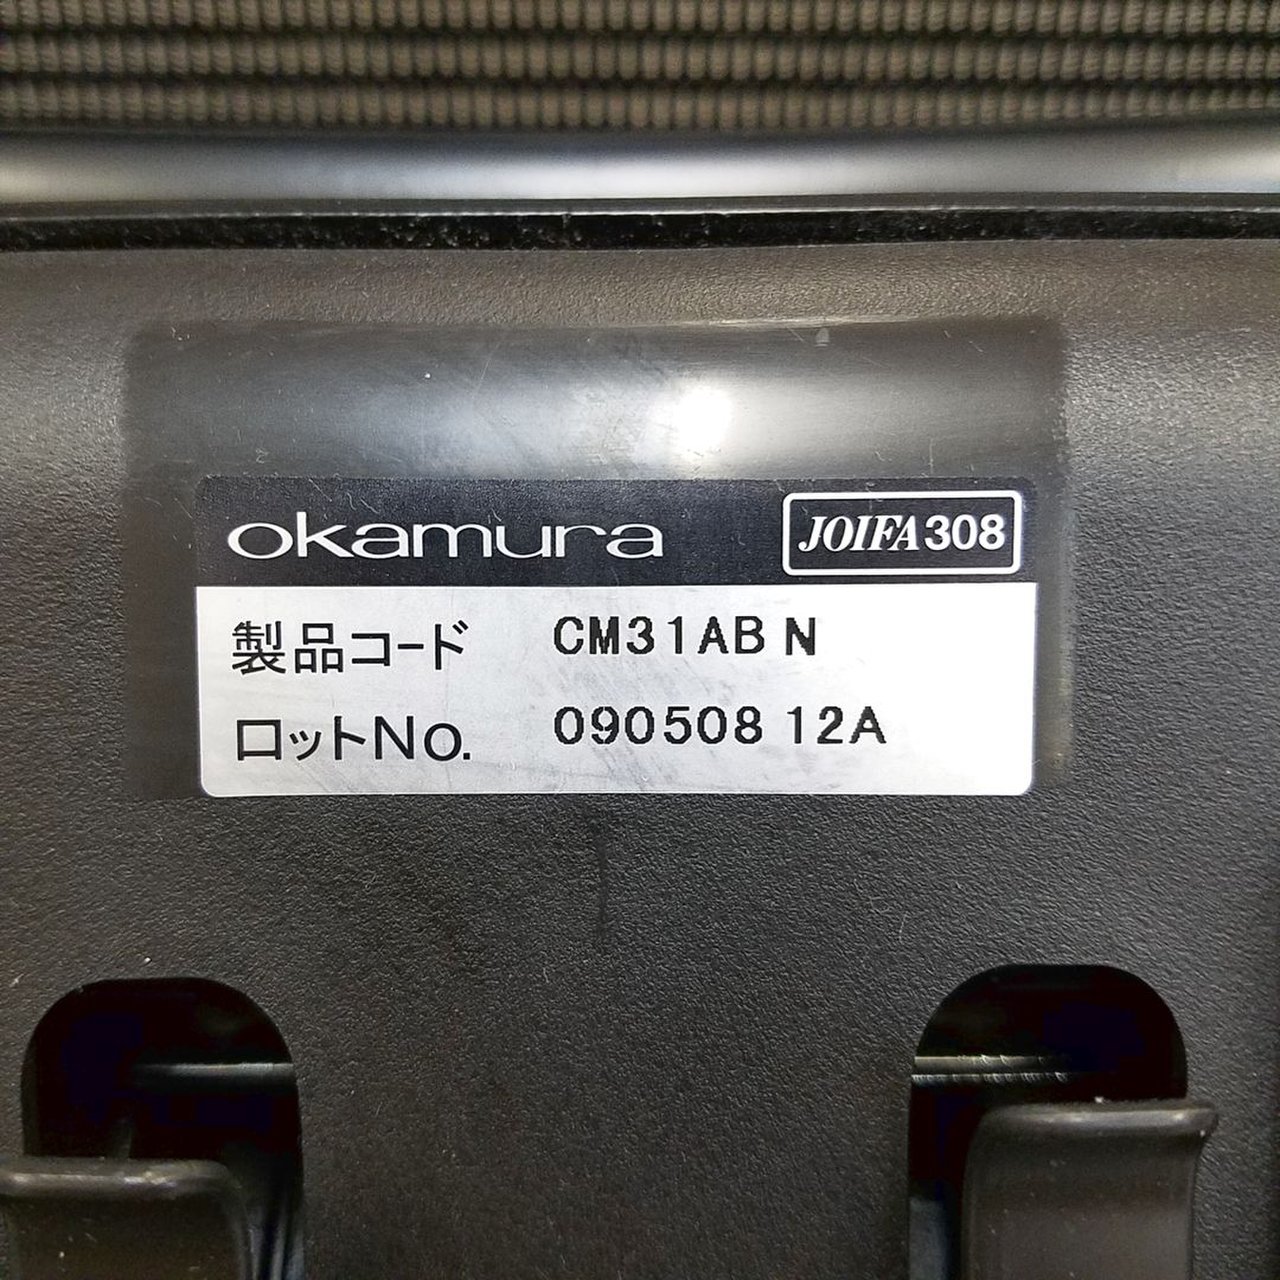 okamura JOIFA308
製品コード CM31AB N
ロットNo. 090508 12A